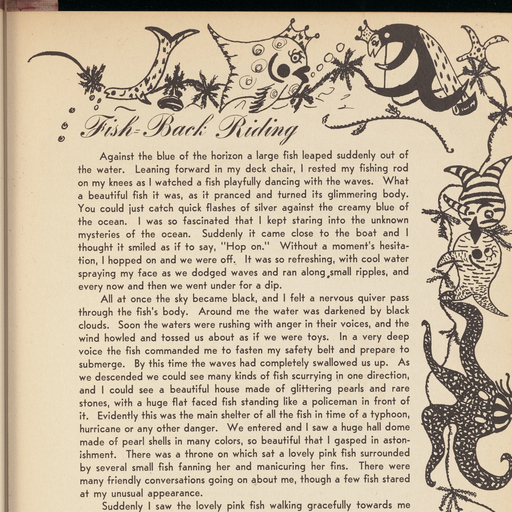 Fish-Back Riding
Against the blue of the horizon a large fish leaped suddenly out of
the water. Leaning forward in my deck chair, I rested my fishing rod
on my knees as I watched a fish playfully dancing with the waves. What
a beautiful fish it was, as it pranced and turned its glimmering body.
You could just catch quick flashes of silver against the creamy blue of
the ocean. I was so fascinated that I kept staring into the unknown
mysteries of the ocean. Suddenly it came close to the boat and I
thought it smiled as if to say, "Hop on." Without a moment's hesita-
tion, I hopped on and we were off. It was so refreshing, with cool water
spraying my face as we dodged waves and ran along small ripples, and
every now and then we went under for a dip.
All at once the sky became black, and I felt a nervous quiver pass
through the fish's body. Around me the water was darkened by black
clouds. Soon the waters were rushing with anger in their voices, and the
wind howled and tossed us about as if we were toys. In a very deep
voice the fish commanded me to fasten my safety belt and prepare to
submerge. By this time the waves had completely swallowed us up. As
we descended we could see many kinds of fish scurrying in one direction,
and I could see a beautiful house made of glittering pearls and rare
stones, with a huge flat faced fish standing like a policeman in front of
it. Evidently this was the main shelter of all the fish in time of a typhoon,
hurricane or any other danger. We entered and I saw a huge hall dome
made of pearl shells in many colors, so beautiful that I gasped in aston-
ishment. There was a throne on which sat a lovely pink fish surrounded
by several small fish fanning her and manicuring her fins. There were
many friendly conversations going on about me, though a few fish stared
at my unusual appearance.
Suddenly I saw the lovely pink fish walking gracefully towards me